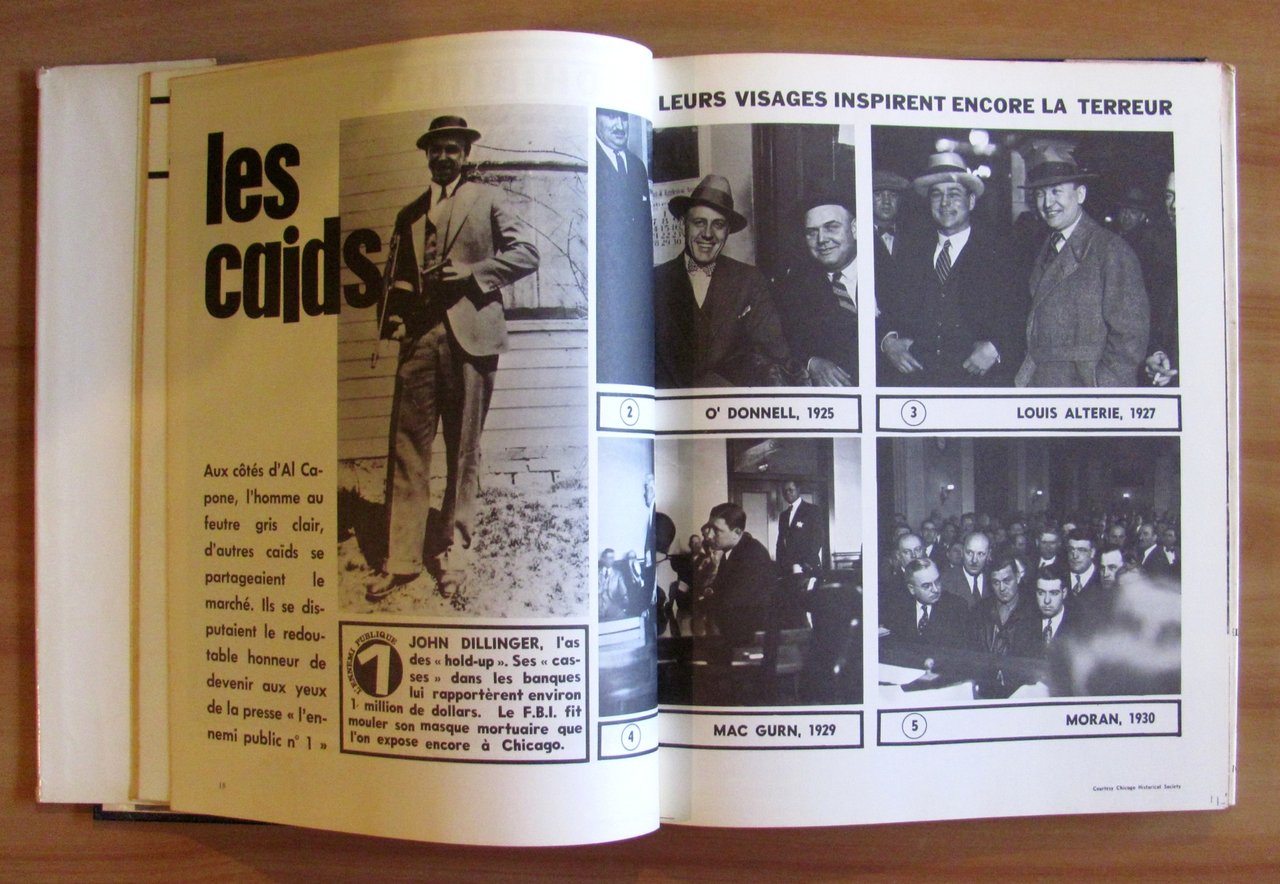 les
caïds
Aux côtés d'Al Ca-
pone, l'homme au
feutre gris clair,
d'autres caïds se
partageaient le
marché. Ils se dis-
putaient le redou-
table honneur de
devenir aux yeux
de la presse « l'en-
nemi public n° 1 »
L'ENNEMI PUBLIQUE
1
JOHN DILLINGER, l'as
des « hold-up ». Ses « cas-
ses » dans les banques
lui rapportèrent environ
1 million de dollars. Le F.B.I. fit
mouler son masque mortuaire que
l'on expose encore à Chicago.
18
LEURS VISAGES INSPIRENT ENCORE LA TERREUR
2 O' DONNELL, 1925
3 LOUIS ALTERIE, 1927
4 MAC GURN, 1929
5 MORAN, 1930
Courtesy Chicago Historical Society